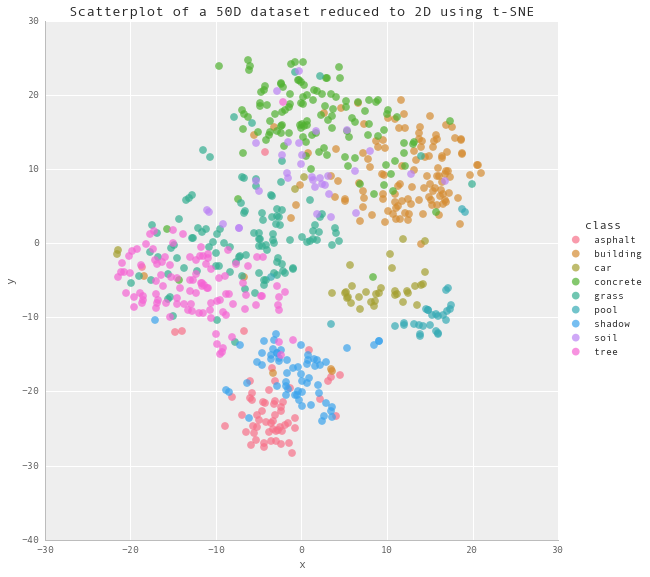 Scatterplot of a 50D dataset reduced to 2D using t-SNE
30
20
10
0
−10
−20
−30
−40
y
−30
−20
−10
0
10
20
30
x
class
asphalt
building
car
concrete
grass
pool
shadow
soil
tree